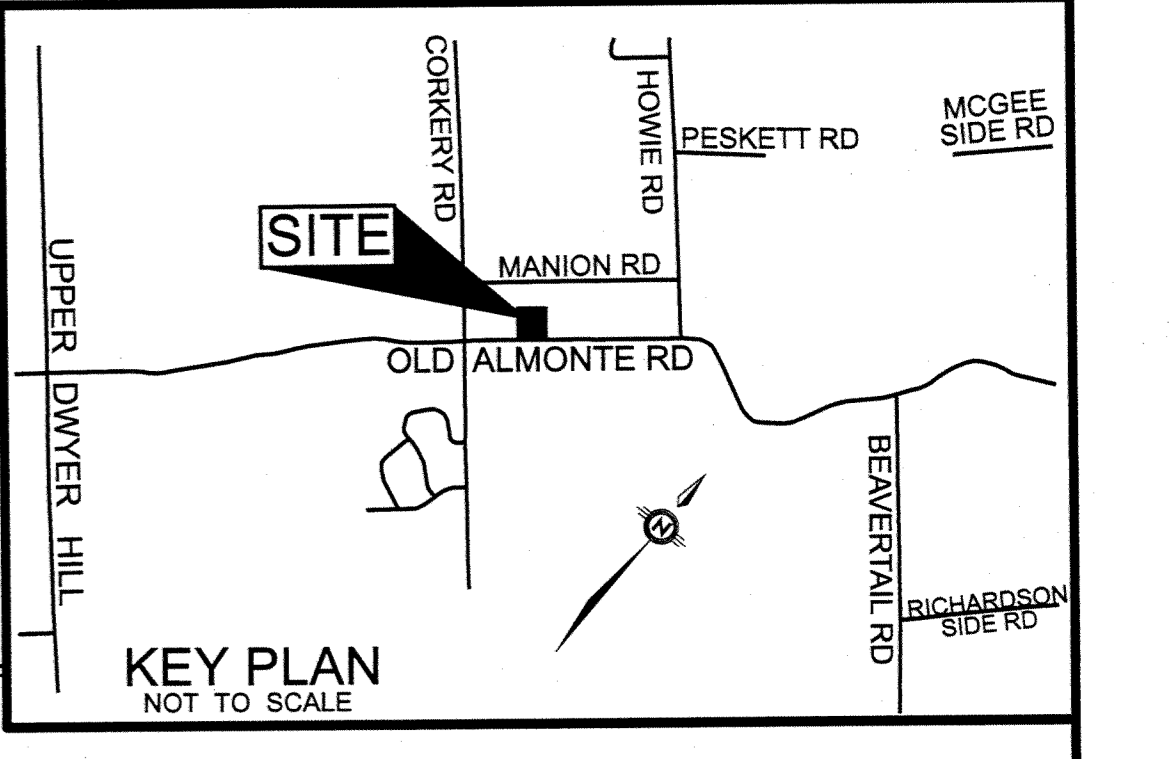 CORKERY RD
HOWIE RD
MCGEE
SIDE RD
PESKETT RD
SITE
MANION RD
UPPER DWYER HILL
OLD ALMONTE RD
BEAVERTAIL RD
N
RICHARDSON
SIDE RD
KEY PLAN
NOT TO SCALE